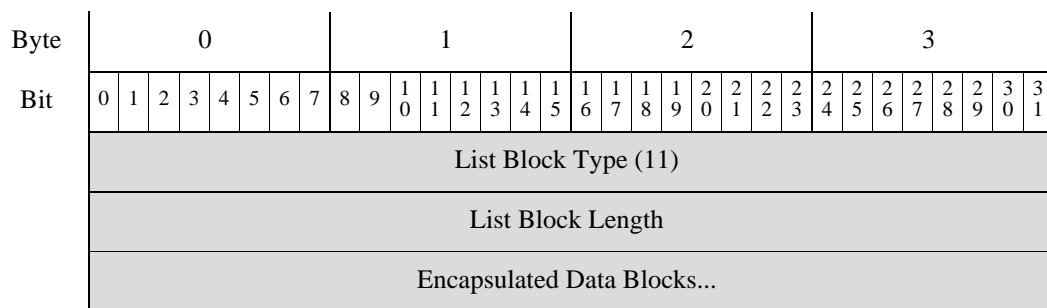 Byte 0 1 2 3
Bit 0 1 2 3 4 5 6 7 8 9 10 11 12 13 14 15 16 17 18 19 20 21 22 23 24 25 26 27 28 29 30 31
List Block Type (11)
List Block Length
Encapsulated Data Blocks...